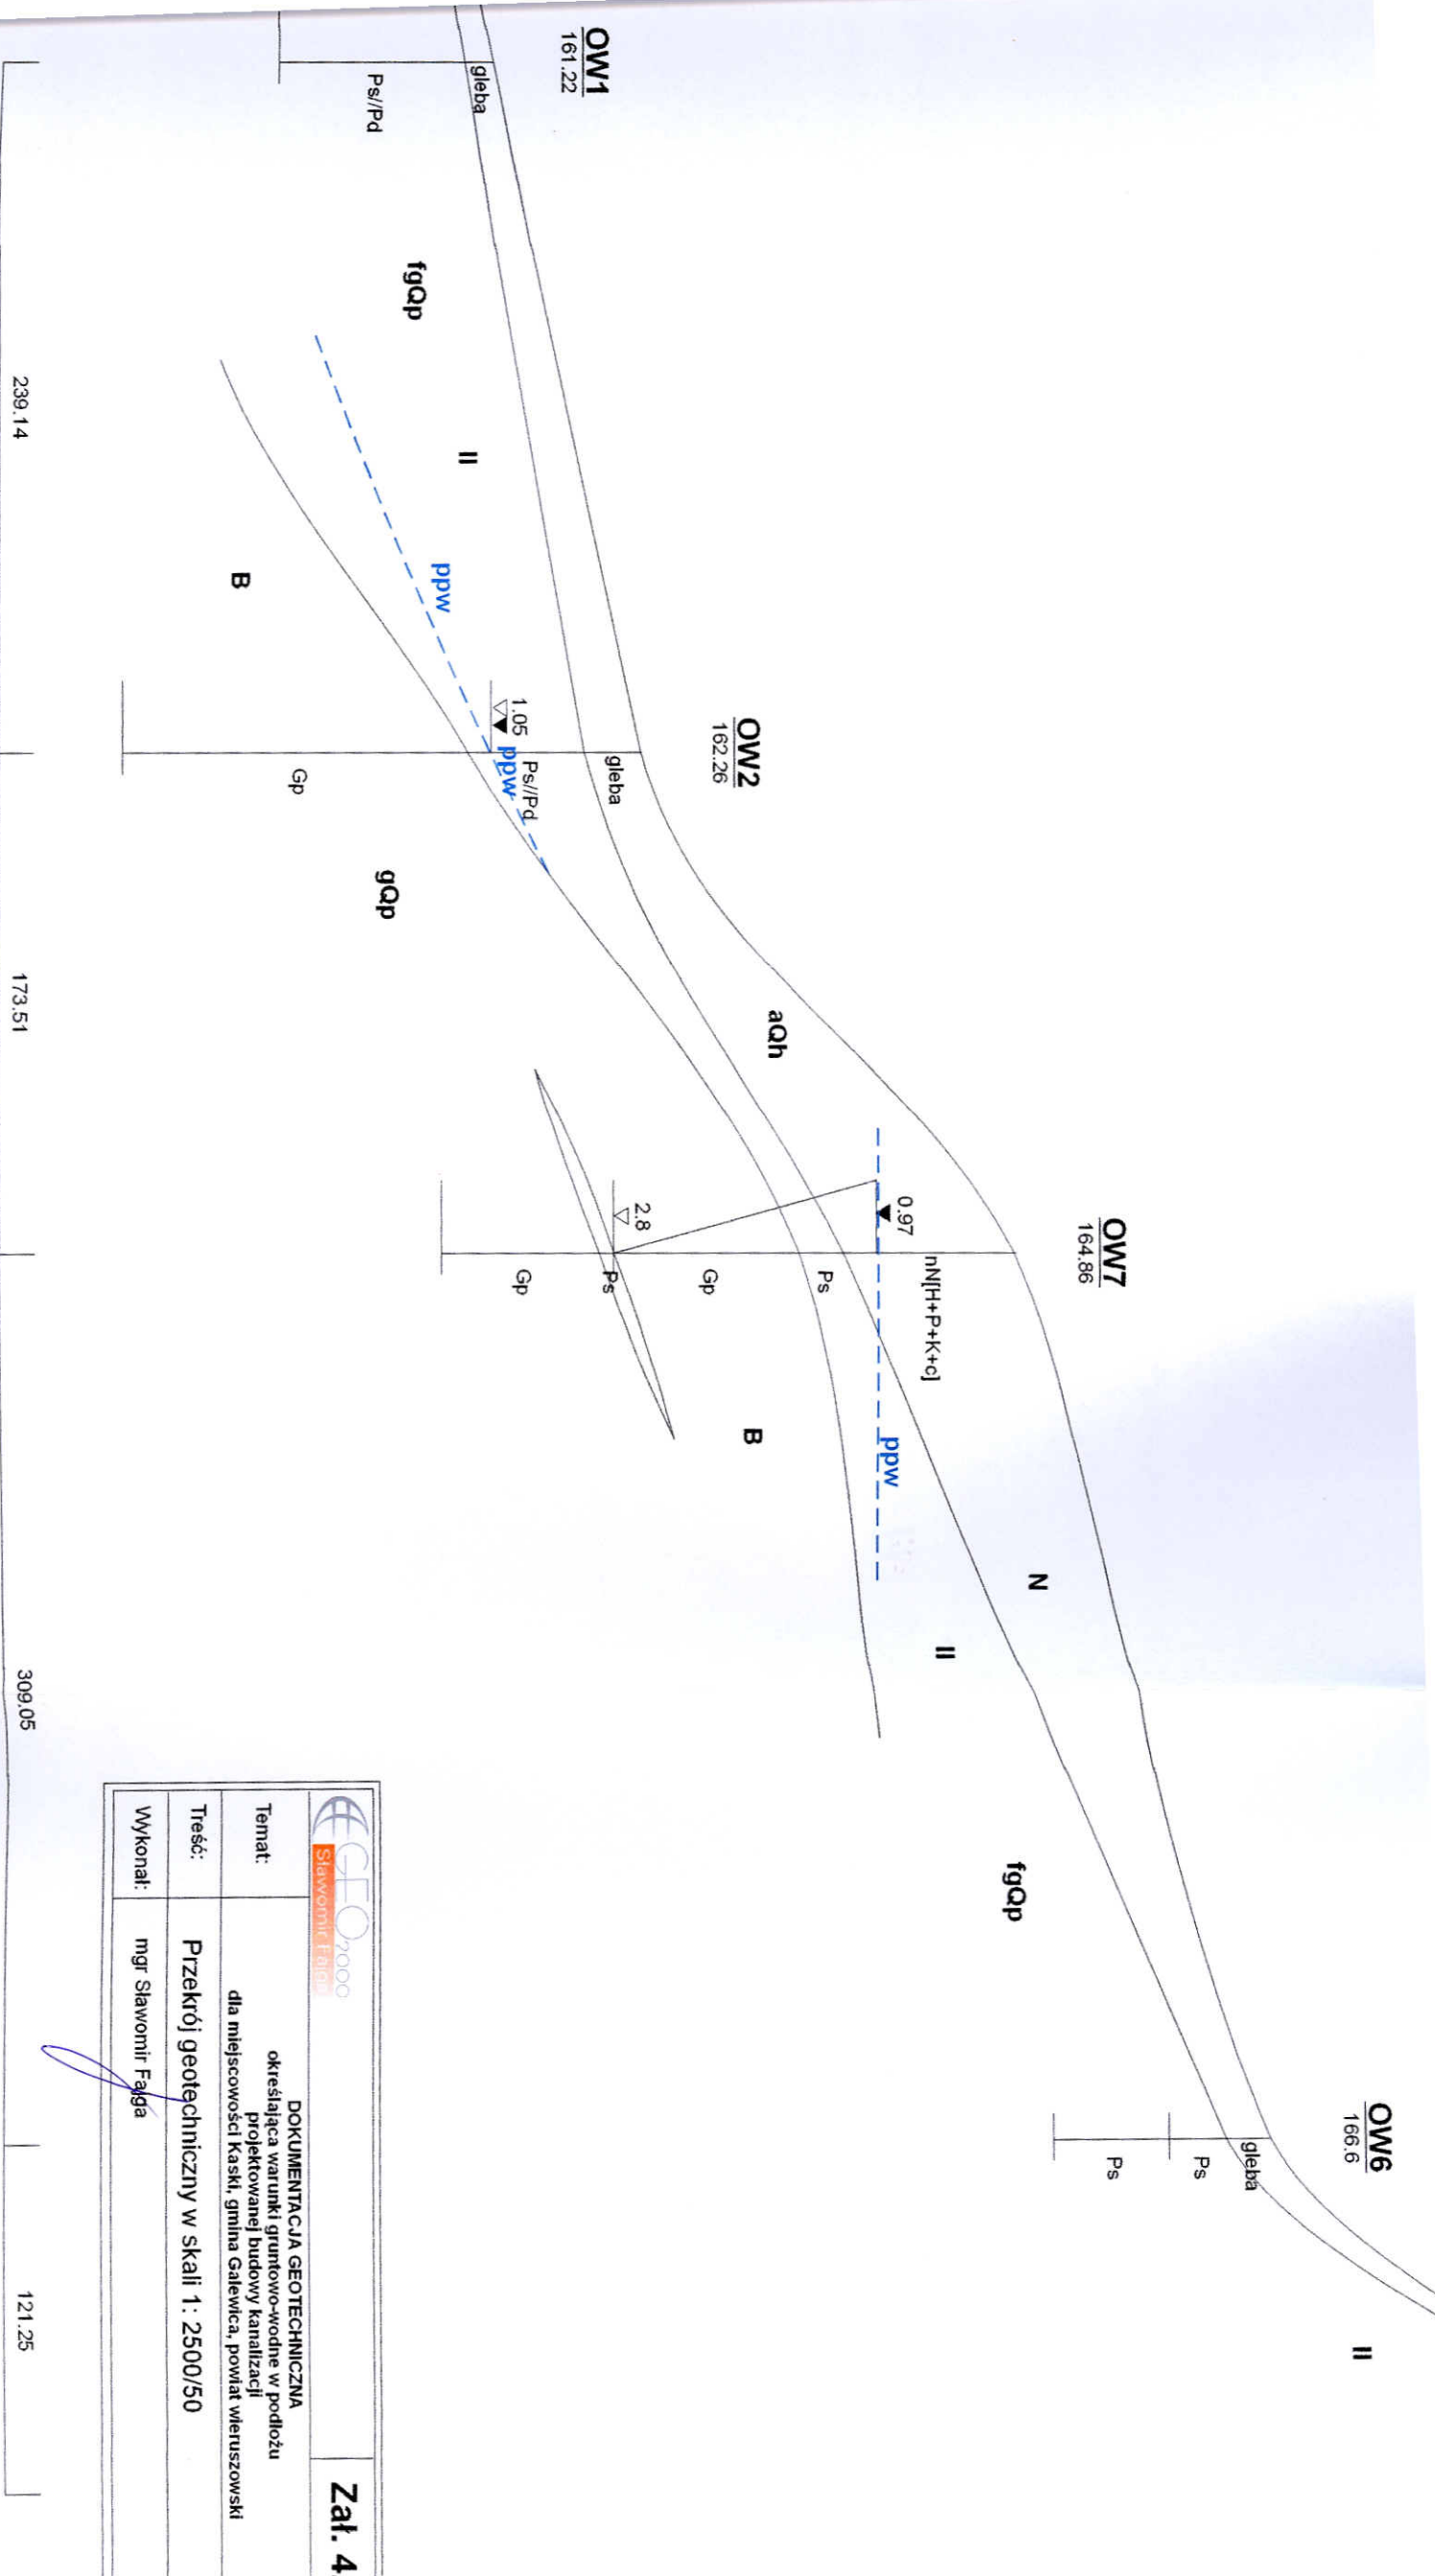 OW1
161.22
gleba
Ps//Pd
fgQp
II
ppw
B
OW2
162.26
gleba
1.05
ppw
Ps//Pd
Gp
gQp
aQh
OW7
164.86
0.97
nN[H+P+K+c]
Ps
2.8
Gp
Ps
Gp
ppw
B
N
II
fgQp
OW6
166.6
gleba
Ps
Ps
II
239.14
173.51
309.05
121.25
GEO2000
Sławomir Fajga
Zał. 4
Temat:
DOKUMENTACJA GEOTECHNICZNA
określająca warunki gruntowo-wodne w podłożu
projektowanej budowy kanalizacji
dla miejscowości Kaski, gmina Galewica, powiat wieruszowski
Treść:
Przekrój geotechniczny w skali 1: 2500/50
Wykonał:
mgr Sławomir Fajga